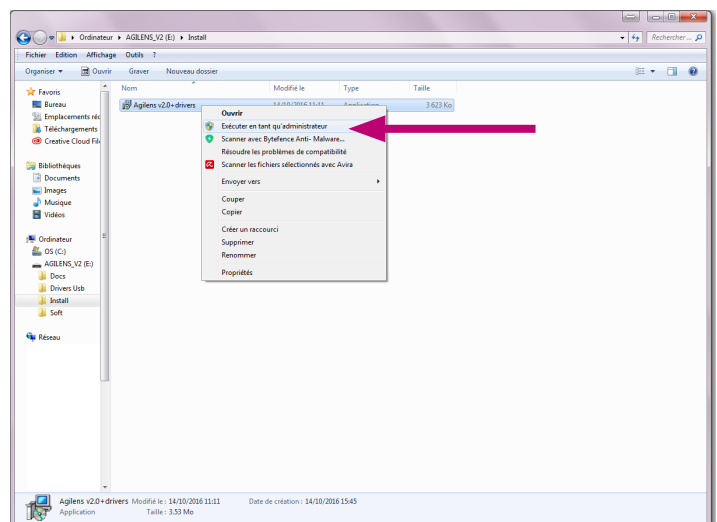 Ordinateur ▸ AGILENS_V2 (E:) ▸ Install
Rechercher ...
Fichier Edition Affichage Outils ?
Organiser Ouvrir Graver Nouveau dossier
Favoris
Bureau
Emplacements réc
Téléchargements
Creative Cloud File
Bibliothèques
Documents
Images
Musique
Vidéos
Ordinateur
OS (C:)
AGILENS_V2 (E:)
Docs
Drivers Usb
Install
Soft
Réseau
Nom Modifié le Type Taille
Agilens v2.0+drivers 14/10/2016 11:11 Application 3 623 Ko
Ouvrir
Exécuter en tant qu'administrateur
Scanner avec Bytefence Anti- Malware...
Résoudre les problèmes de compatibilité
Scanner les fichiers sélectionnés avec Avira
Envoyer vers
Couper
Copier
Créer un raccourci
Supprimer
Renommer
Propriétés
Agilens v2.0+drivers Modifié le : 14/10/2016 11:11 Date de création : 14/10/2016 15:45
Application Taille : 3.53 Mo